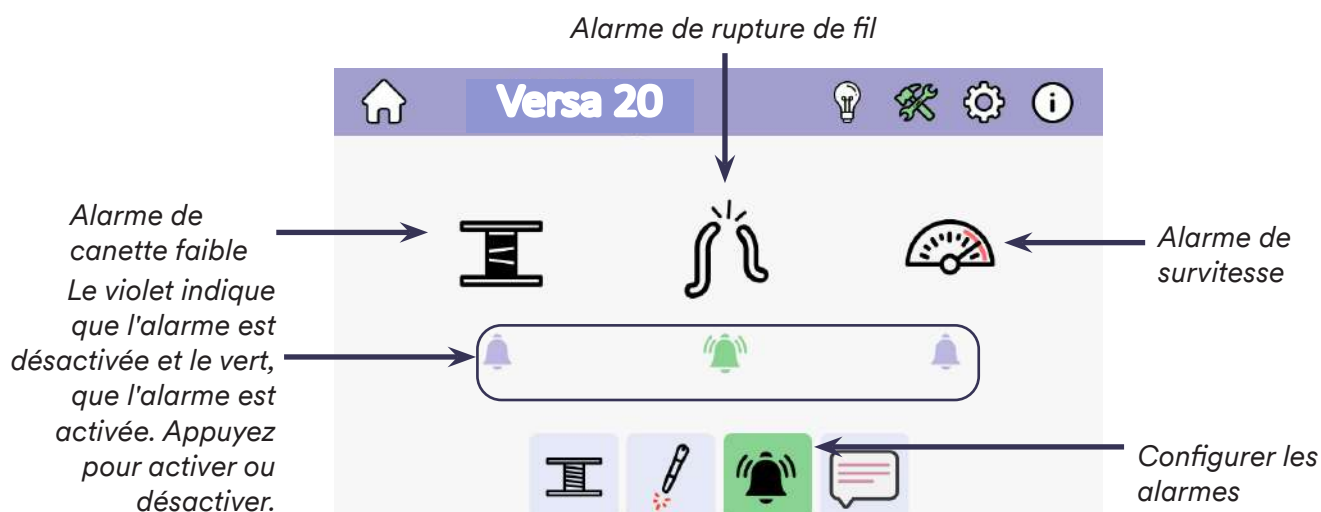 Alarme de rupture de fil
Versa 20
Alarme de
canette faible
Le violet indique
que l'alarme est
désactivée et le vert,
que l'alarme est
activée. Appuyez
pour activer ou
désactiver.
Alarme de
survitesse
Configurer les
alarmes